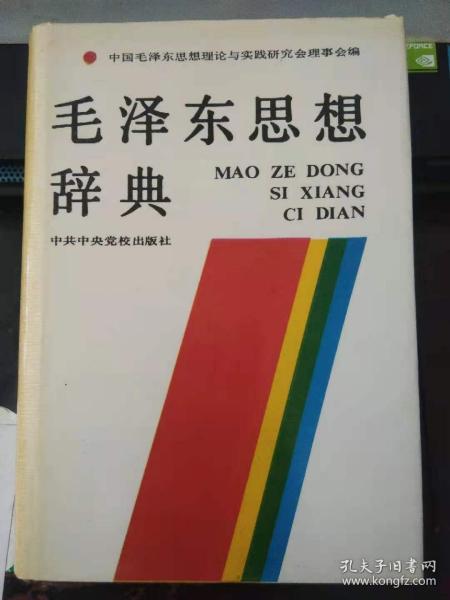 中国毛泽东思想理论与实践研究会理事会编
毛泽东思想
辞典
MAO ZE DONG
SI XIANG
CI DIAN
中共中央党校出版社
孔夫子旧书网
www.kongfz.com